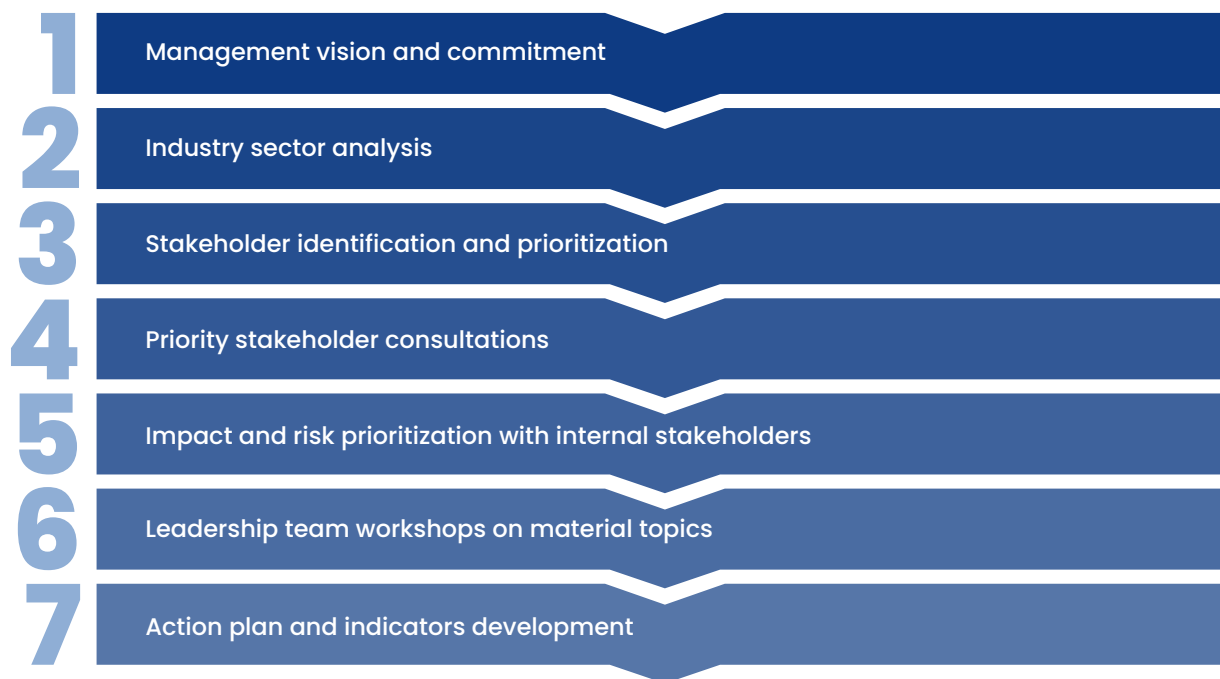 1 Management vision and commitment
2 Industry sector analysis
3 Stakeholder identification and prioritization
4 Priority stakeholder consultations
5 Impact and risk prioritization with internal stakeholders
6 Leadership team workshops on material topics
7 Action plan and indicators development